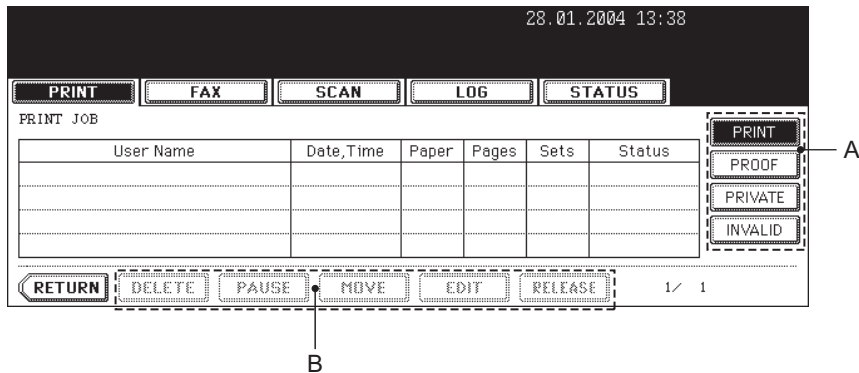 28.01.2004 13:38
PRINT FAX SCAN LOG STATUS
PRINT JOB
PRINT
User Name Date,Time Paper Pages Sets Status
A
PROOF
PRIVATE
INVALID
RETURN DELETE PAUSE MOVE EDIT RELEASE 1/ 1
B